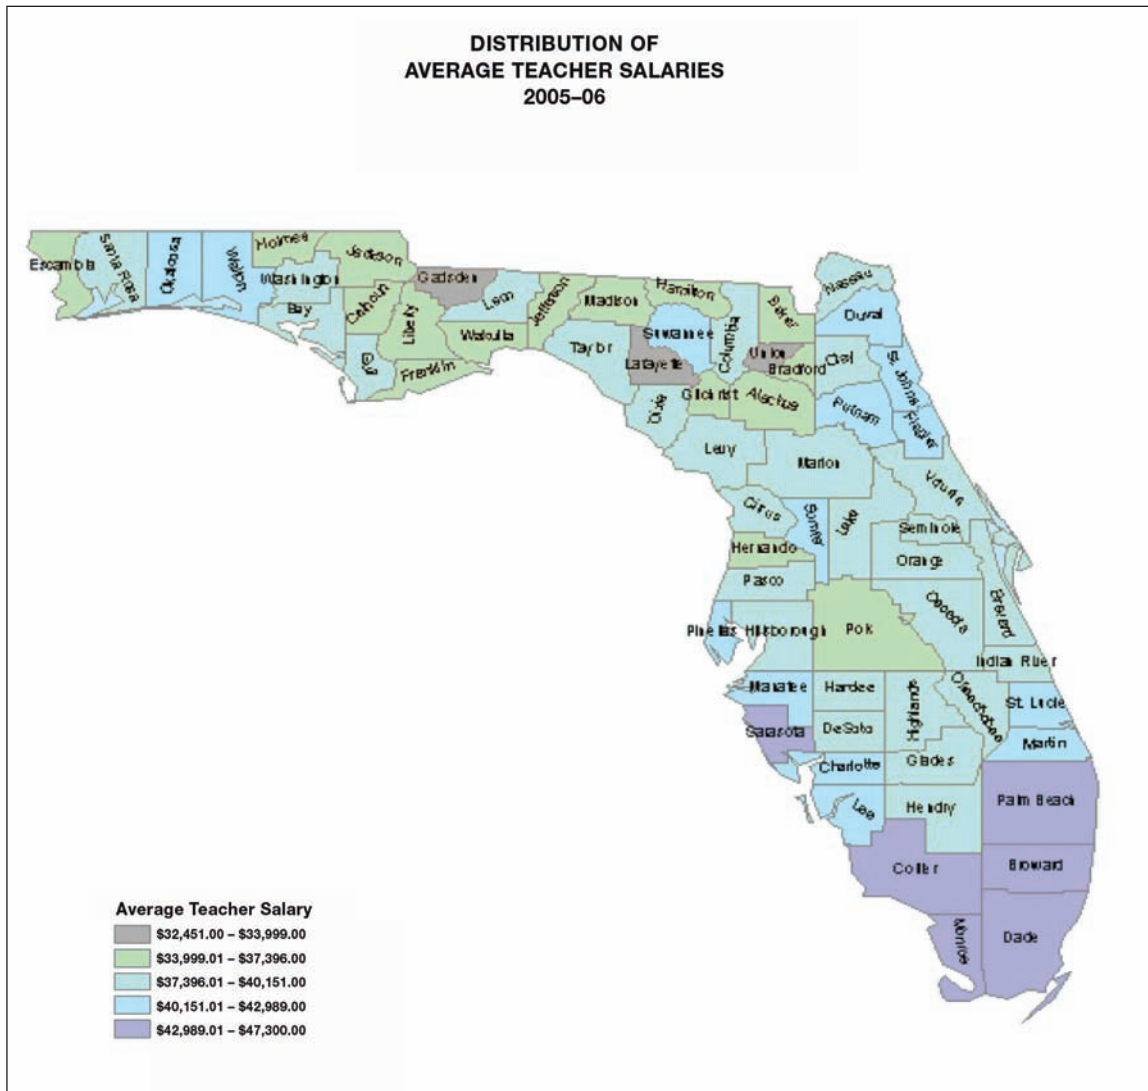 DISTRIBUTION OF
AVERAGE TEACHER SALARIES
2005–06
Escambia
Santa Rosa
Okaloosa
Walton
Holmes
Washington
Bay
Jackson
Calhoun
Gulf
Liberty
Gadsden
Franklin
Leon
Wakulla
Jefferson
Madison
Taylor
Hamilton
Suwannee
Lafayette
Dixie
Columbia
Gilchrist
Baker
Union
Bradford
Alachua
Nassau
Duval
Clay
St. Johns
Putnam
Flagler
Levy
Marion
Volusia
Citrus
Sumter
Lake
Seminole
Hernando
Orange
Pasco
Brevard
Osceola
Pinellas
Hillsborough
Polk
Indian River
Manatee
Hardee
Highlands
Okeechobee
St. Lucie
Sarasota
DeSoto
Martin
Charlotte
Glades
Lee
Hendry
Palm Beach
Collier
Broward
Monroe
Dade
Average Teacher Salary
$32,451.00 – $33,999.00
$33,999.01 – $37,396.00
$37,396.01 – $40,151.00
$40,151.01 – $42,989.00
$42,989.01 – $47,300.00